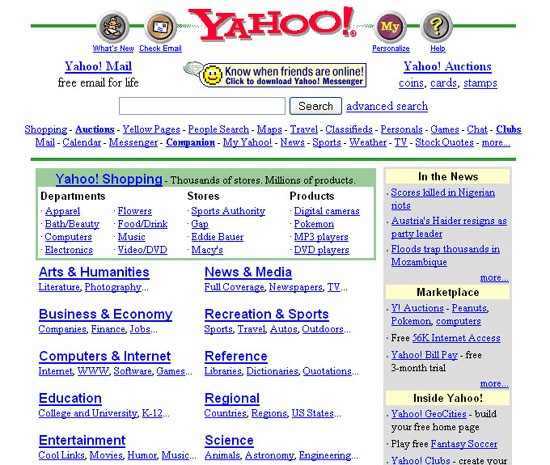 YAHOO!
My
?
What's New
Check Email
Personalize
Help
Yahoo! Mail
free email for life
Know when friends are online!
Click to download Yahoo! Messenger
Yahoo! Auctions
coins, cards, stamps
Search
advanced search
Shopping - Auctions - Yellow Pages - People Search - Maps - Travel - Classifieds - Personals - Games - Chat - Clubs
Mail - Calendar - Messenger - Companion - My Yahoo! - News - Sports - Weather - TV - Stock Quotes - more...
Yahoo! Shopping - Thousands of stores. Millions of products.
Departments
· Apparel
· Bath/Beauty
· Computers
· Electronics
· Flowers
· Food/Drink
· Music
· Video/DVD
Stores
· Sports Authority
· Gap
· Eddie Bauer
· Macy's
Products
· Digital cameras
· Pokemon
· MP3 players
· DVD players
Arts & Humanities
Literature, Photography...
Business & Economy
Companies, Finance, Jobs...
Computers & Internet
Internet, WWW, Software, Games...
Education
College and University, K-12...
Entertainment
Cool Links, Movies, Humor, Music...
News & Media
Full Coverage, Newspapers, TV...
Recreation & Sports
Sports, Travel, Autos, Outdoors...
Reference
Libraries, Dictionaries, Quotations...
Regional
Countries, Regions, US States...
Science
Animals, Astronomy, Engineering...
In the News
· Scores killed in Nigerian
riots
· Austria's Haider resigns as
party leader
· Floods trap thousands in
Mozambique
more...
Marketplace
· Y! Auctions - Peanuts,
Pokemon, computers
· Free 56K Internet Access
· Yahoo! Bill Pay - free
3-month trial
more...
Inside Yahoo!
· Yahoo! GeoCities - build
your free home page
· Play free Fantasy Soccer
· Yahoo! Clubs - create your